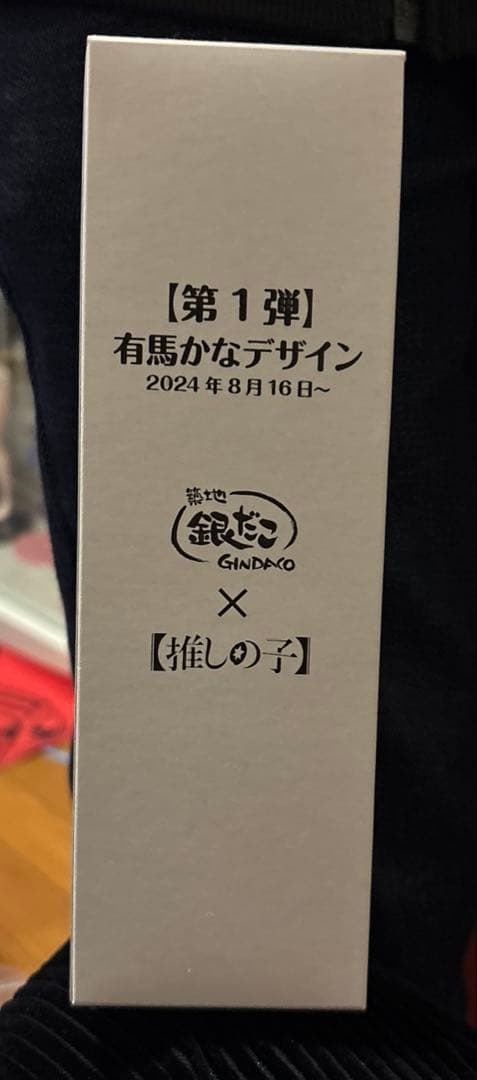 【第1弾】
有馬かなデザイン
2024年8月16日~
築地
銀だこ
GINDACO
×
【推しの子】